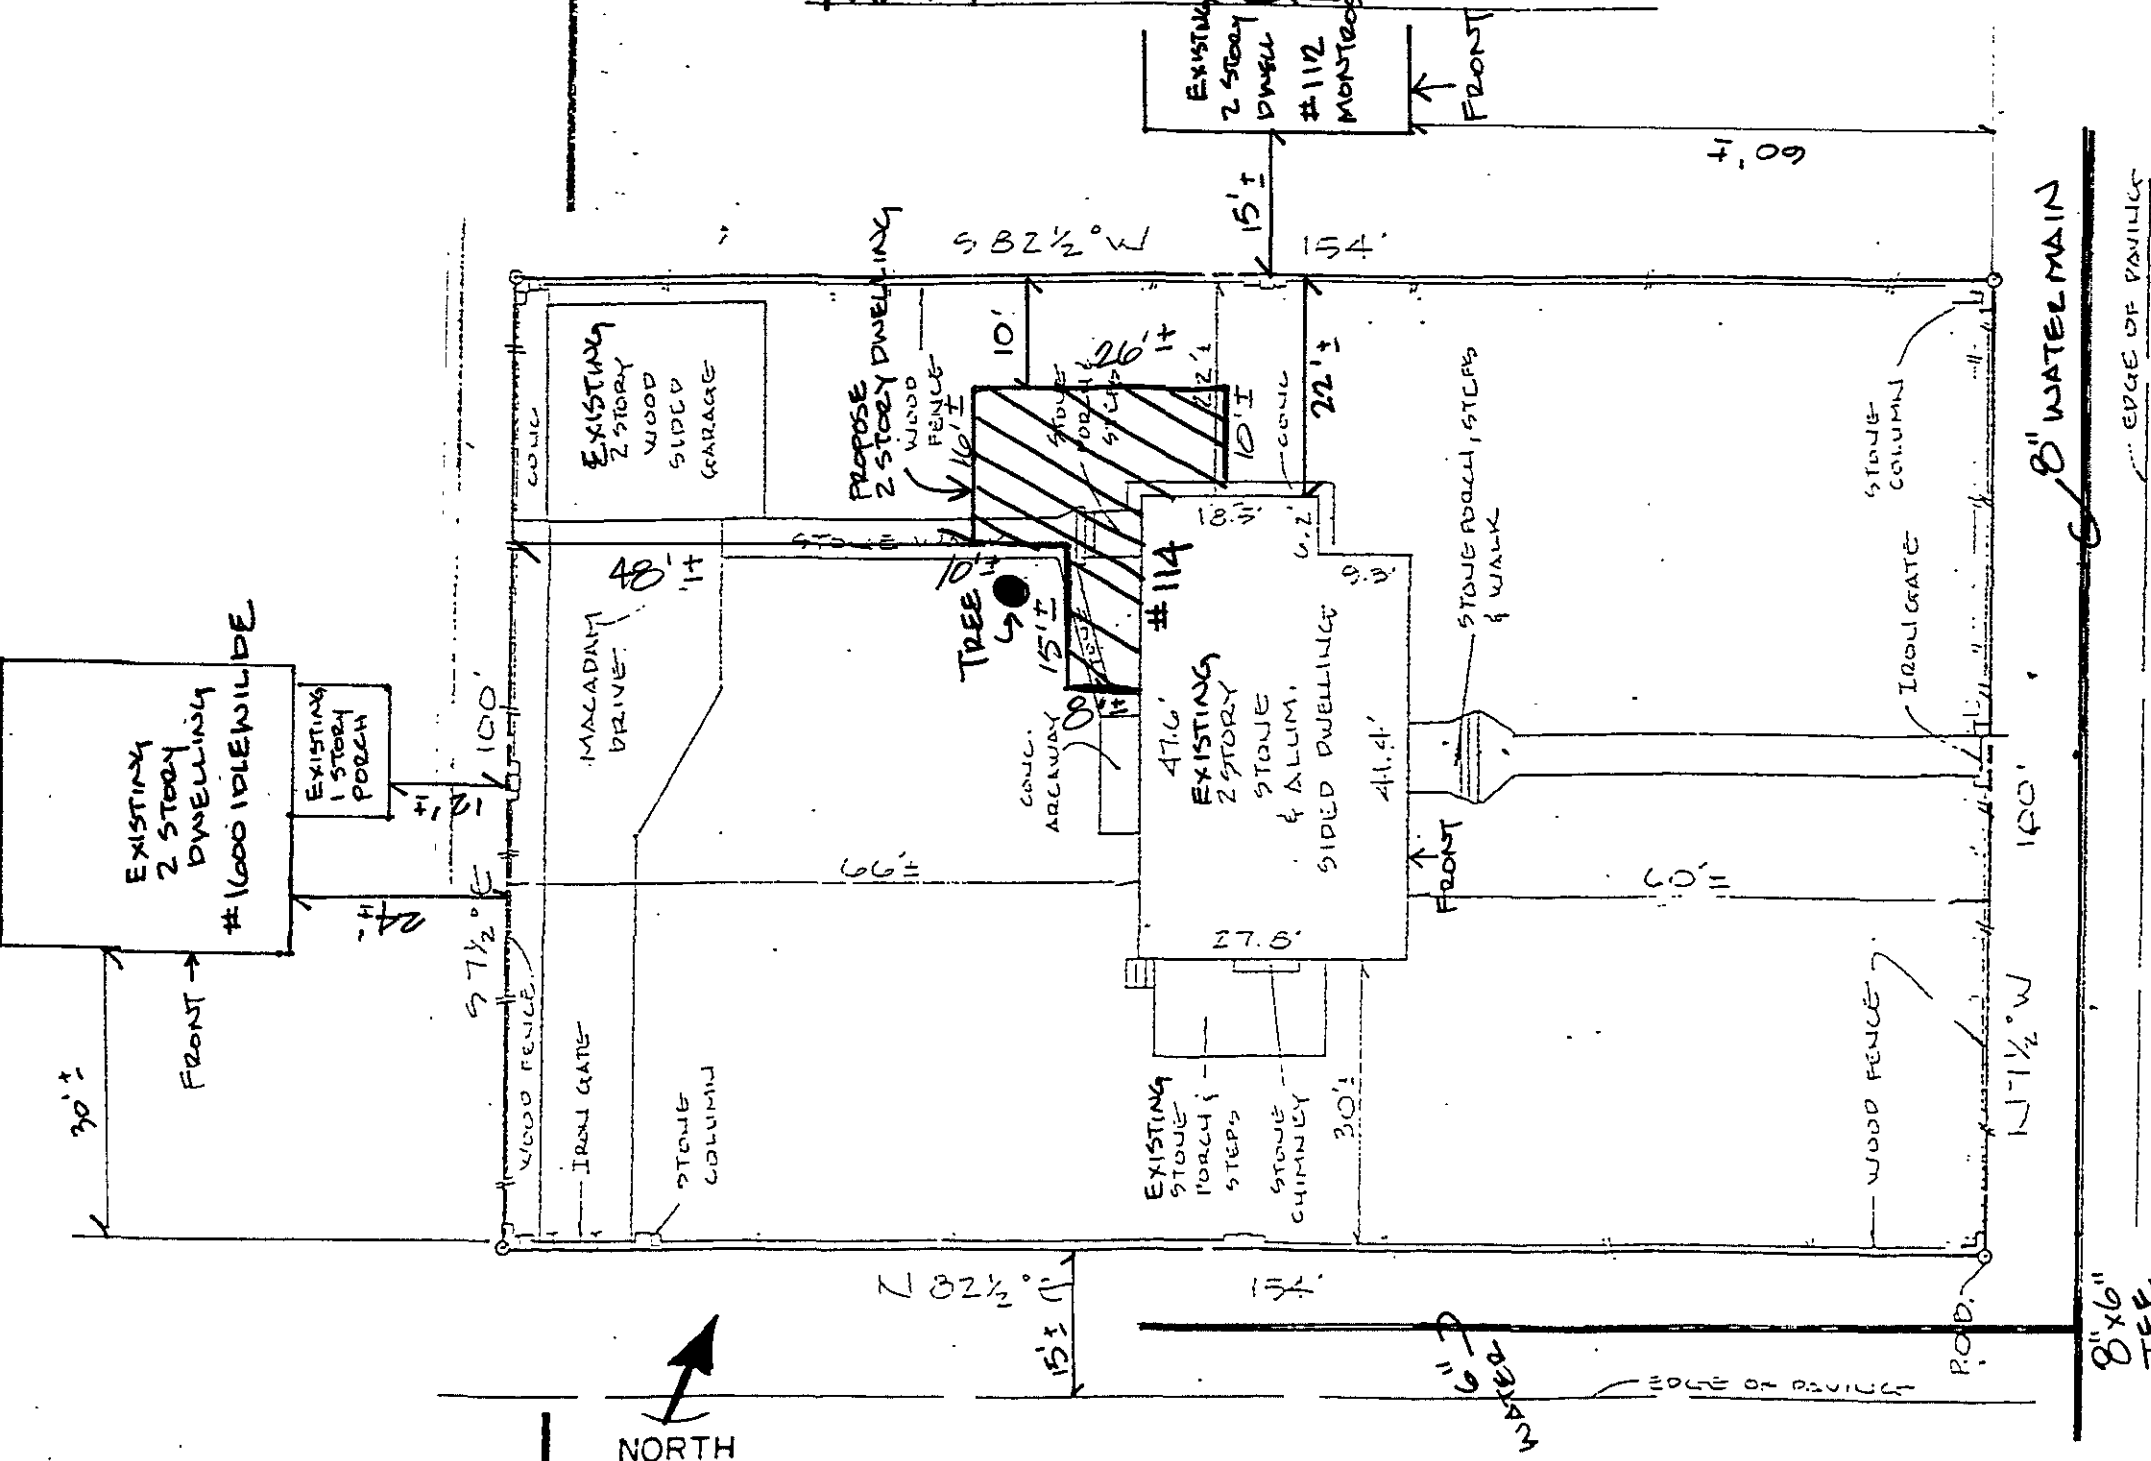 EXISTING
2 STORY
DWELL
#112
FRONT
60'±
15'±
S 82½° W
154'
8" WATER MAIN
EDGE OF PAVING
EXISTING
2 STORY
WOOD
SIDED
GARAGE
CONC
PROPOSE
2 STORY DWELLING
WOOD
FENCE
10'
16'±
26'±
STONE
PORCH &
STEPS
22'±
10'±
CONC
22'±
STONE
COLUMN
STONE PORCH, STEPS
& WALK
IRON GATE
48'±
10'±
TREE
15'±
8'±
#114
18.5'
6.2'
9.3'
MACADAM
DRIVE
CONC.
AREAWAY
47.6'
EXISTING
2 STORY
STONE
& ALUM.
SIDED DWELLING
41.4'
27.8'
FRONT
60'±
66'±
100'
S 7½° E
EXISTING
2 STORY
DWELLING
#1600 IDLEWILDE
EXISTING
1 STORY
PORCH
12'±
24'±
FRONT
30'±
WOOD FENCE
IRON GATE
STONE
COLUMN
EXISTING
STONE
PORCH &
STEPS
STONE
CHIMNEY
30'±
WOOD FENCE
100'
N 7½° W
N 82½° E
154'
15'±
6"
WATER
EDGE OF PAVING
P.O.B.
8"x6"
TEE
NORTH